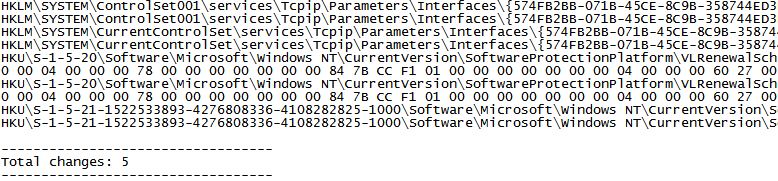 HKLM\SYSTEM\ControlSet001\services\Tcpip\Parameters\Interfaces\{574FB2BB-071B-45CE-8C9B-358744ED3
HKLM\SYSTEM\ControlSet001\services\Tcpip\Parameters\Interfaces\{574FB2BB-071B-45CE-8C9B-358744ED3
HKLM\SYSTEM\CurrentControlSet\services\Tcpip\Parameters\Interfaces\{574FB2BB-071B-45CE-8C9B-35874
HKLM\SYSTEM\CurrentControlSet\services\Tcpip\Parameters\Interfaces\{574FB2BB-071B-45CE-8C9B-35874
HKU\S-1-5-20\Software\Microsoft\Windows NT\CurrentVersion\SoftwareProtectionPlatform\VLRenewalSch
0 00 04 00 00 00 78 00 00 00 00 00 00 00 84 7B CC F1 01 00 00 00 00 00 00 00 04 00 00 00 60 27 00
HKU\S-1-5-20\Software\Microsoft\Windows NT\CurrentVersion\SoftwareProtectionPlatform\VLRenewalSch
0 00 04 00 00 00 78 00 00 00 00 00 00 00 84 7B CC F1 01 00 00 00 00 00 00 00 04 00 00 00 60 27 00
HKU\S-1-5-21-1522533893-4276808336-4108282825-1000\Software\Microsoft\Windows NT\CurrentVersion\S
HKU\S-1-5-21-1522533893-4276808336-4108282825-1000\Software\Microsoft\Windows NT\CurrentVersion\S
----------------------------------
Total changes: 5
----------------------------------